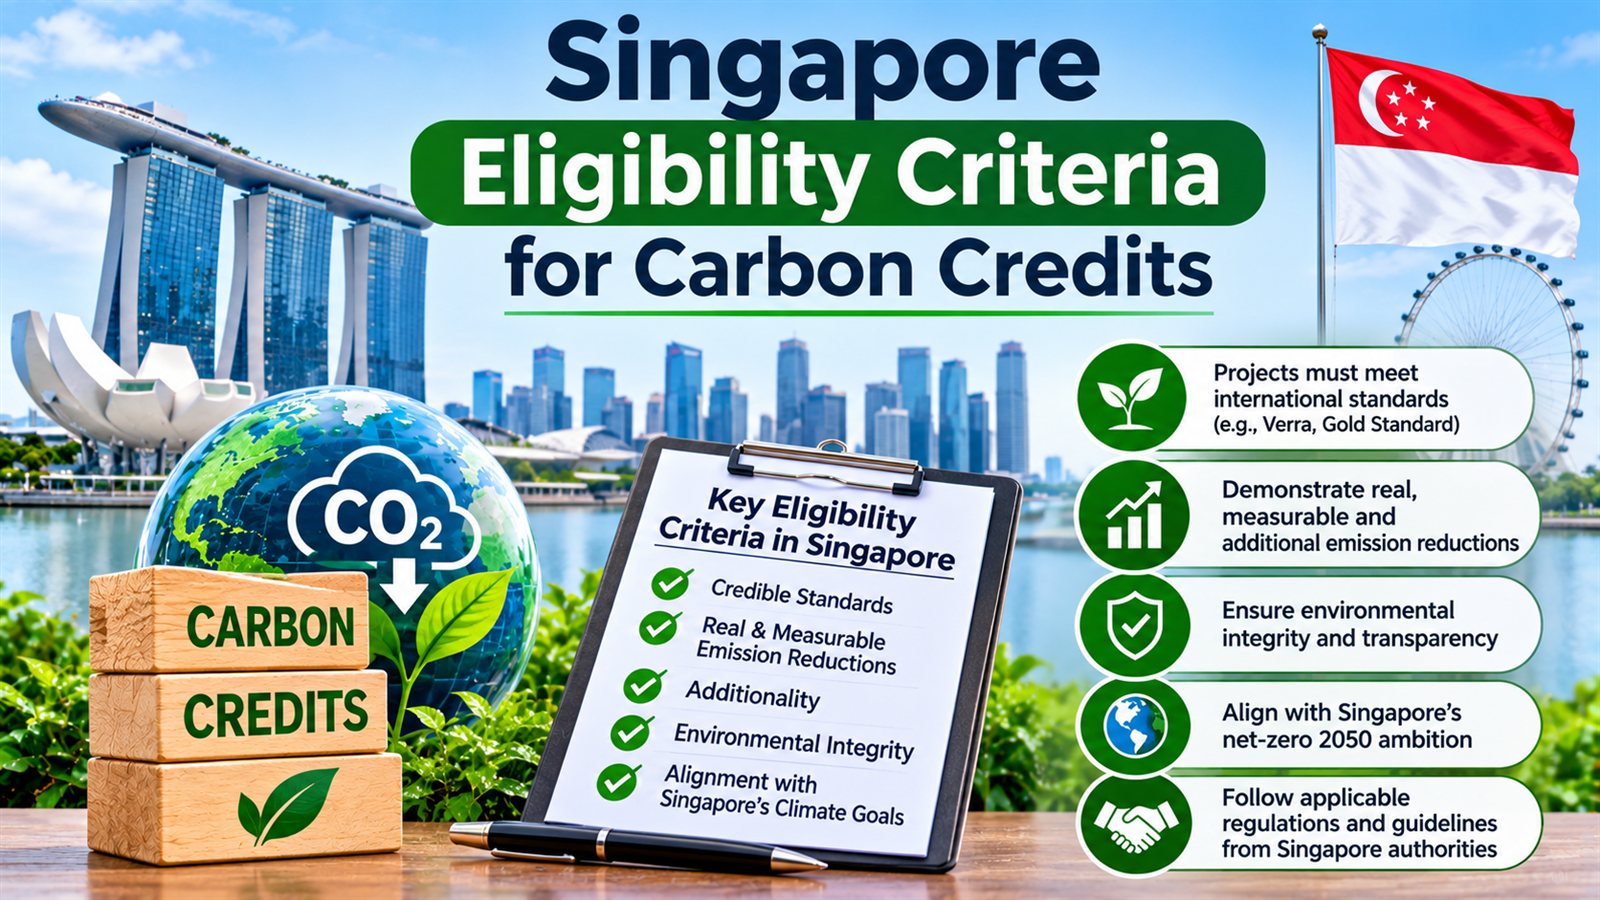 Singapore
Eligibility Criteria
for Carbon Credits
CO2
CARBON
CREDITS
Key Eligibility
Criteria in Singapore
Credible Standards
Real & Measurable
Emission Reductions
Additionality
Environmental Integrity
Alignment with
Singapore's Climate Goals
Projects must meet
international standards
(e.g., Verra, Gold Standard)
Demonstrate real,
measurable and
additional emission reductions
Ensure environmental
integrity and transparency
Align with Singapore's
net-zero 2050 ambition
Follow applicable
regulations and guidelines
from Singapore authorities